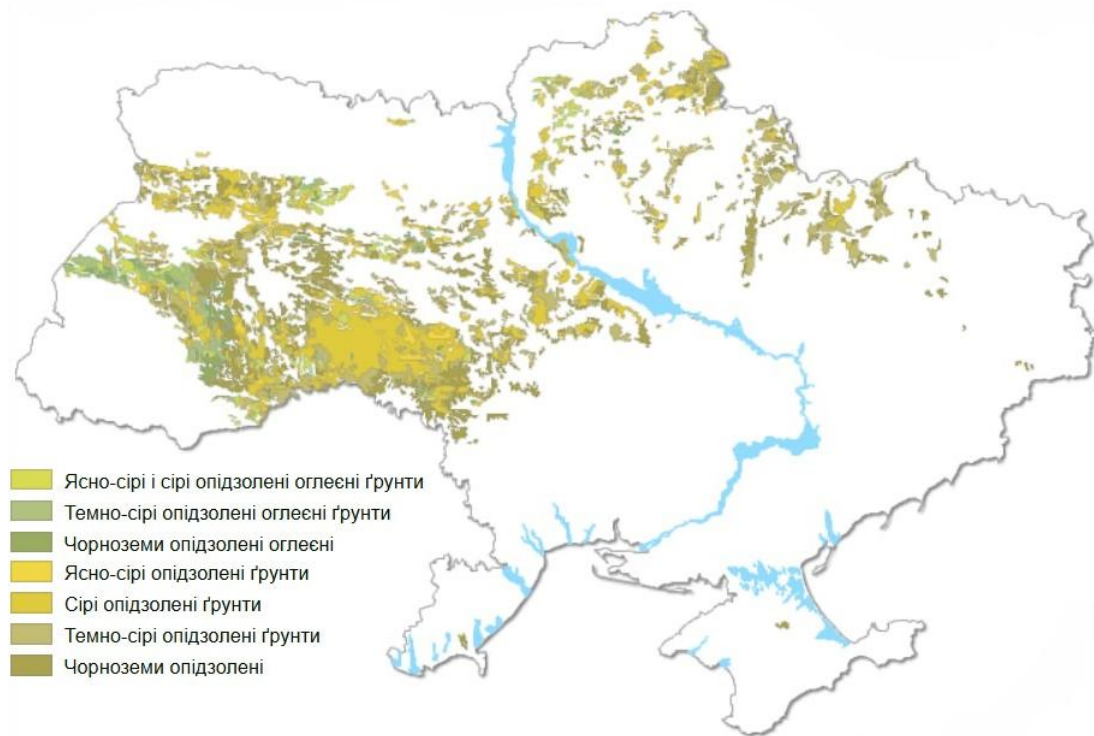 Ясно-сірі і сірі опідзолені оглеєні ґрунти
Темно-сірі опідзолені оглеєні ґрунти
Чорноземи опідзолені оглеєні
Ясно-сірі опідзолені ґрунти
Сірі опідзолені ґрунти
Темно-сірі опідзолені ґрунти
Чорноземи опідзолені